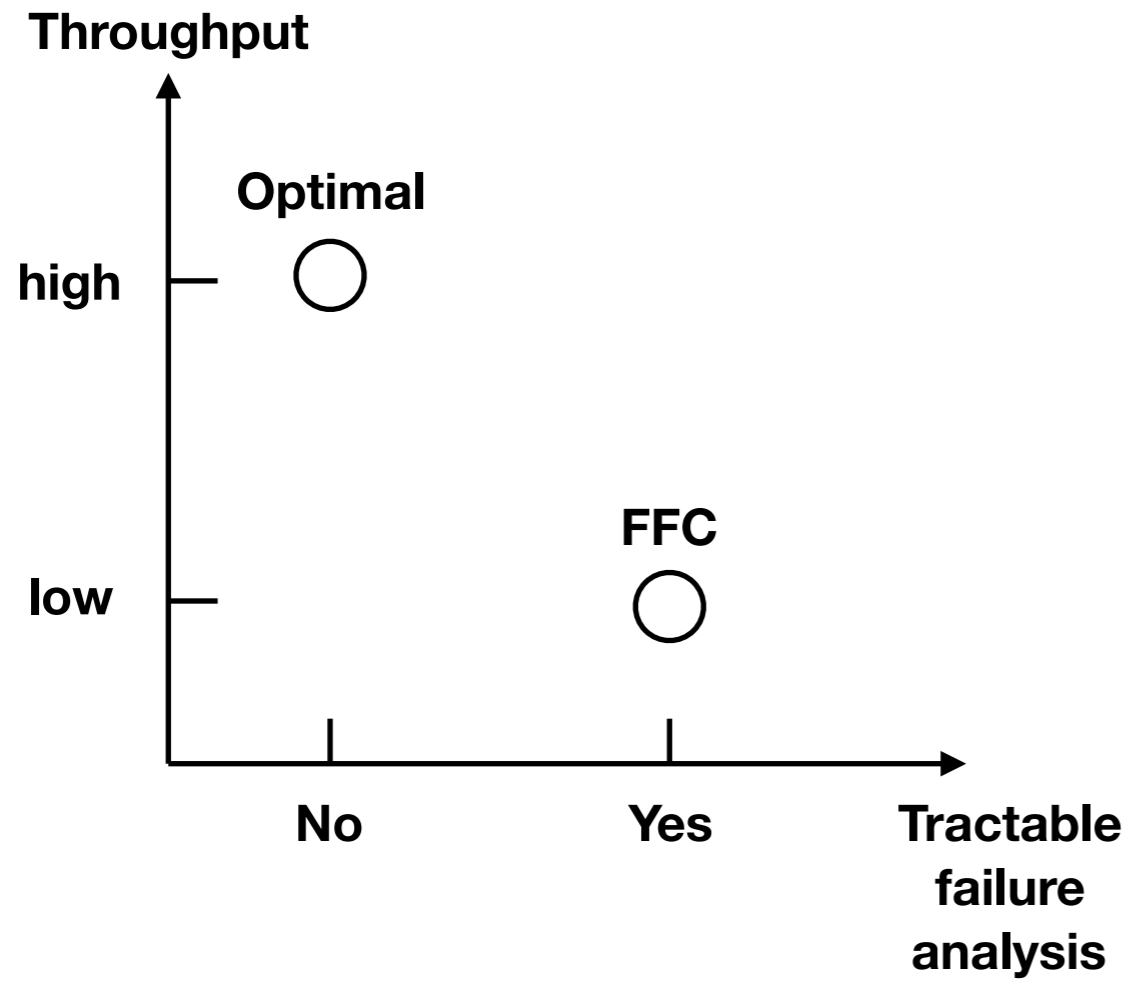 Throughput
Optimal
high
FFC
low
No
Yes
Tractable
failure
analysis